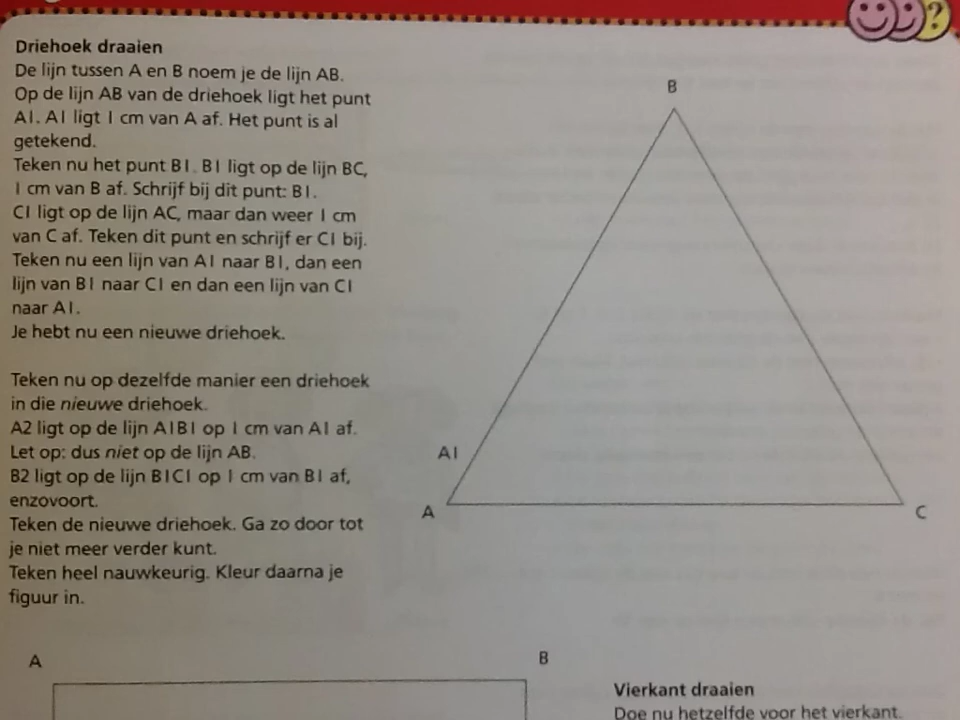 Driehoek draaien
De lijn tussen A en B noem je de lijn AB.
Op de lijn AB van de driehoek ligt het punt
A1. A1 ligt 1 cm van A af. Het punt is al
getekend.
Teken nu het punt B1. B1 ligt op de lijn BC,
1 cm van B af. Schrijf bij dit punt: B1.
C1 ligt op de lijn AC, maar dan weer 1 cm
van C af. Teken dit punt en schrijf er C1 bij.
Teken nu een lijn van A1 naar B1, dan een
lijn van B1 naar C1 en dan een lijn van C1
naar A1.
Je hebt nu een nieuwe driehoek.
Teken nu op dezelfde manier een driehoek
in die nieuwe driehoek.
A2 ligt op de lijn A1B1 op 1 cm van A1 af.
Let op: dus niet op de lijn AB.
B2 ligt op de lijn B1C1 op 1 cm van B1 af,
enzovoort.
Teken de nieuwe driehoek. Ga zo door tot
je niet meer verder kunt.
Teken heel nauwkeurig. Kleur daarna je
figuur in.
?
B
A1
A
C
A
B
Vierkant draaien
Doe nu hetzelfde voor het vierkant.